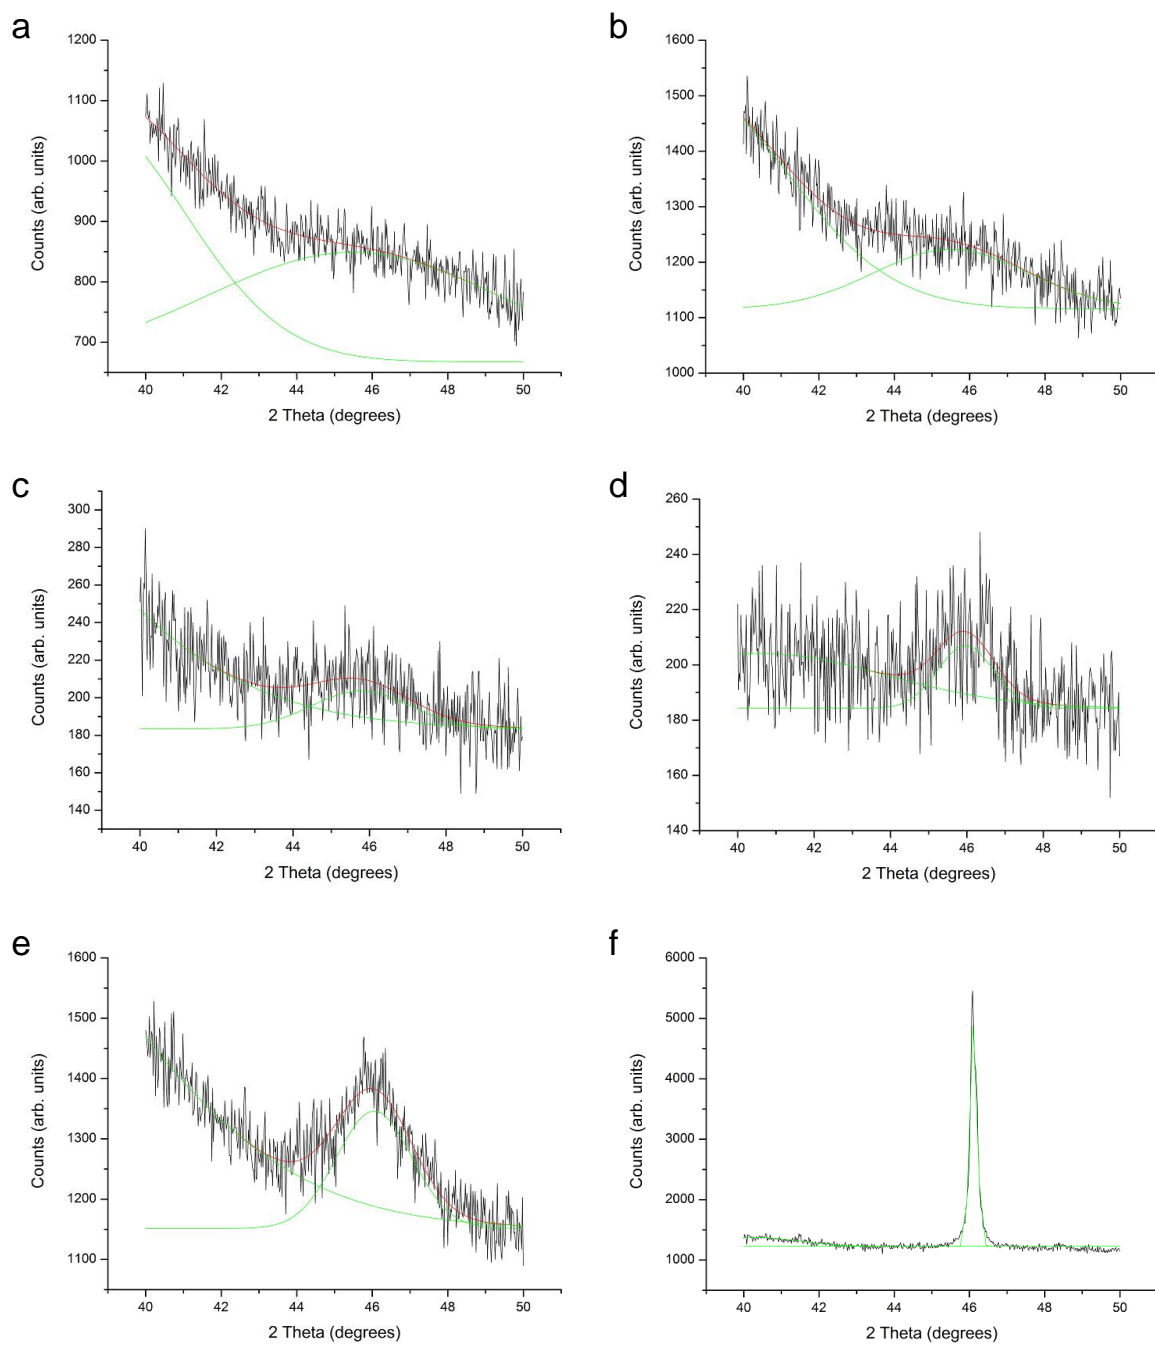 a
1200
1100
1000
900
800
700
Counts (arb. units)
40 42 44 46 48 50
2 Theta (degrees)
b
1600
1500
1400
1300
1200
1100
1000
Counts (arb. units)
40 42 44 46 48 50
2 Theta (degrees)
c
300
280
260
240
220
200
180
160
140
Counts (arb. units)
40 42 44 46 48 50
2 Theta (degrees)
d
260
240
220
200
180
160
140
Counts (arb. units)
40 42 44 46 48 50
2 Theta (degrees)
e
1600
1500
1400
1300
1200
1100
Counts (arb. units)
40 42 44 46 48 50
2 Theta (degrees)
f
6000
5000
4000
3000
2000
1000
Counts (arb. units)
40 42 44 46 48 50
2 Theta (degrees)